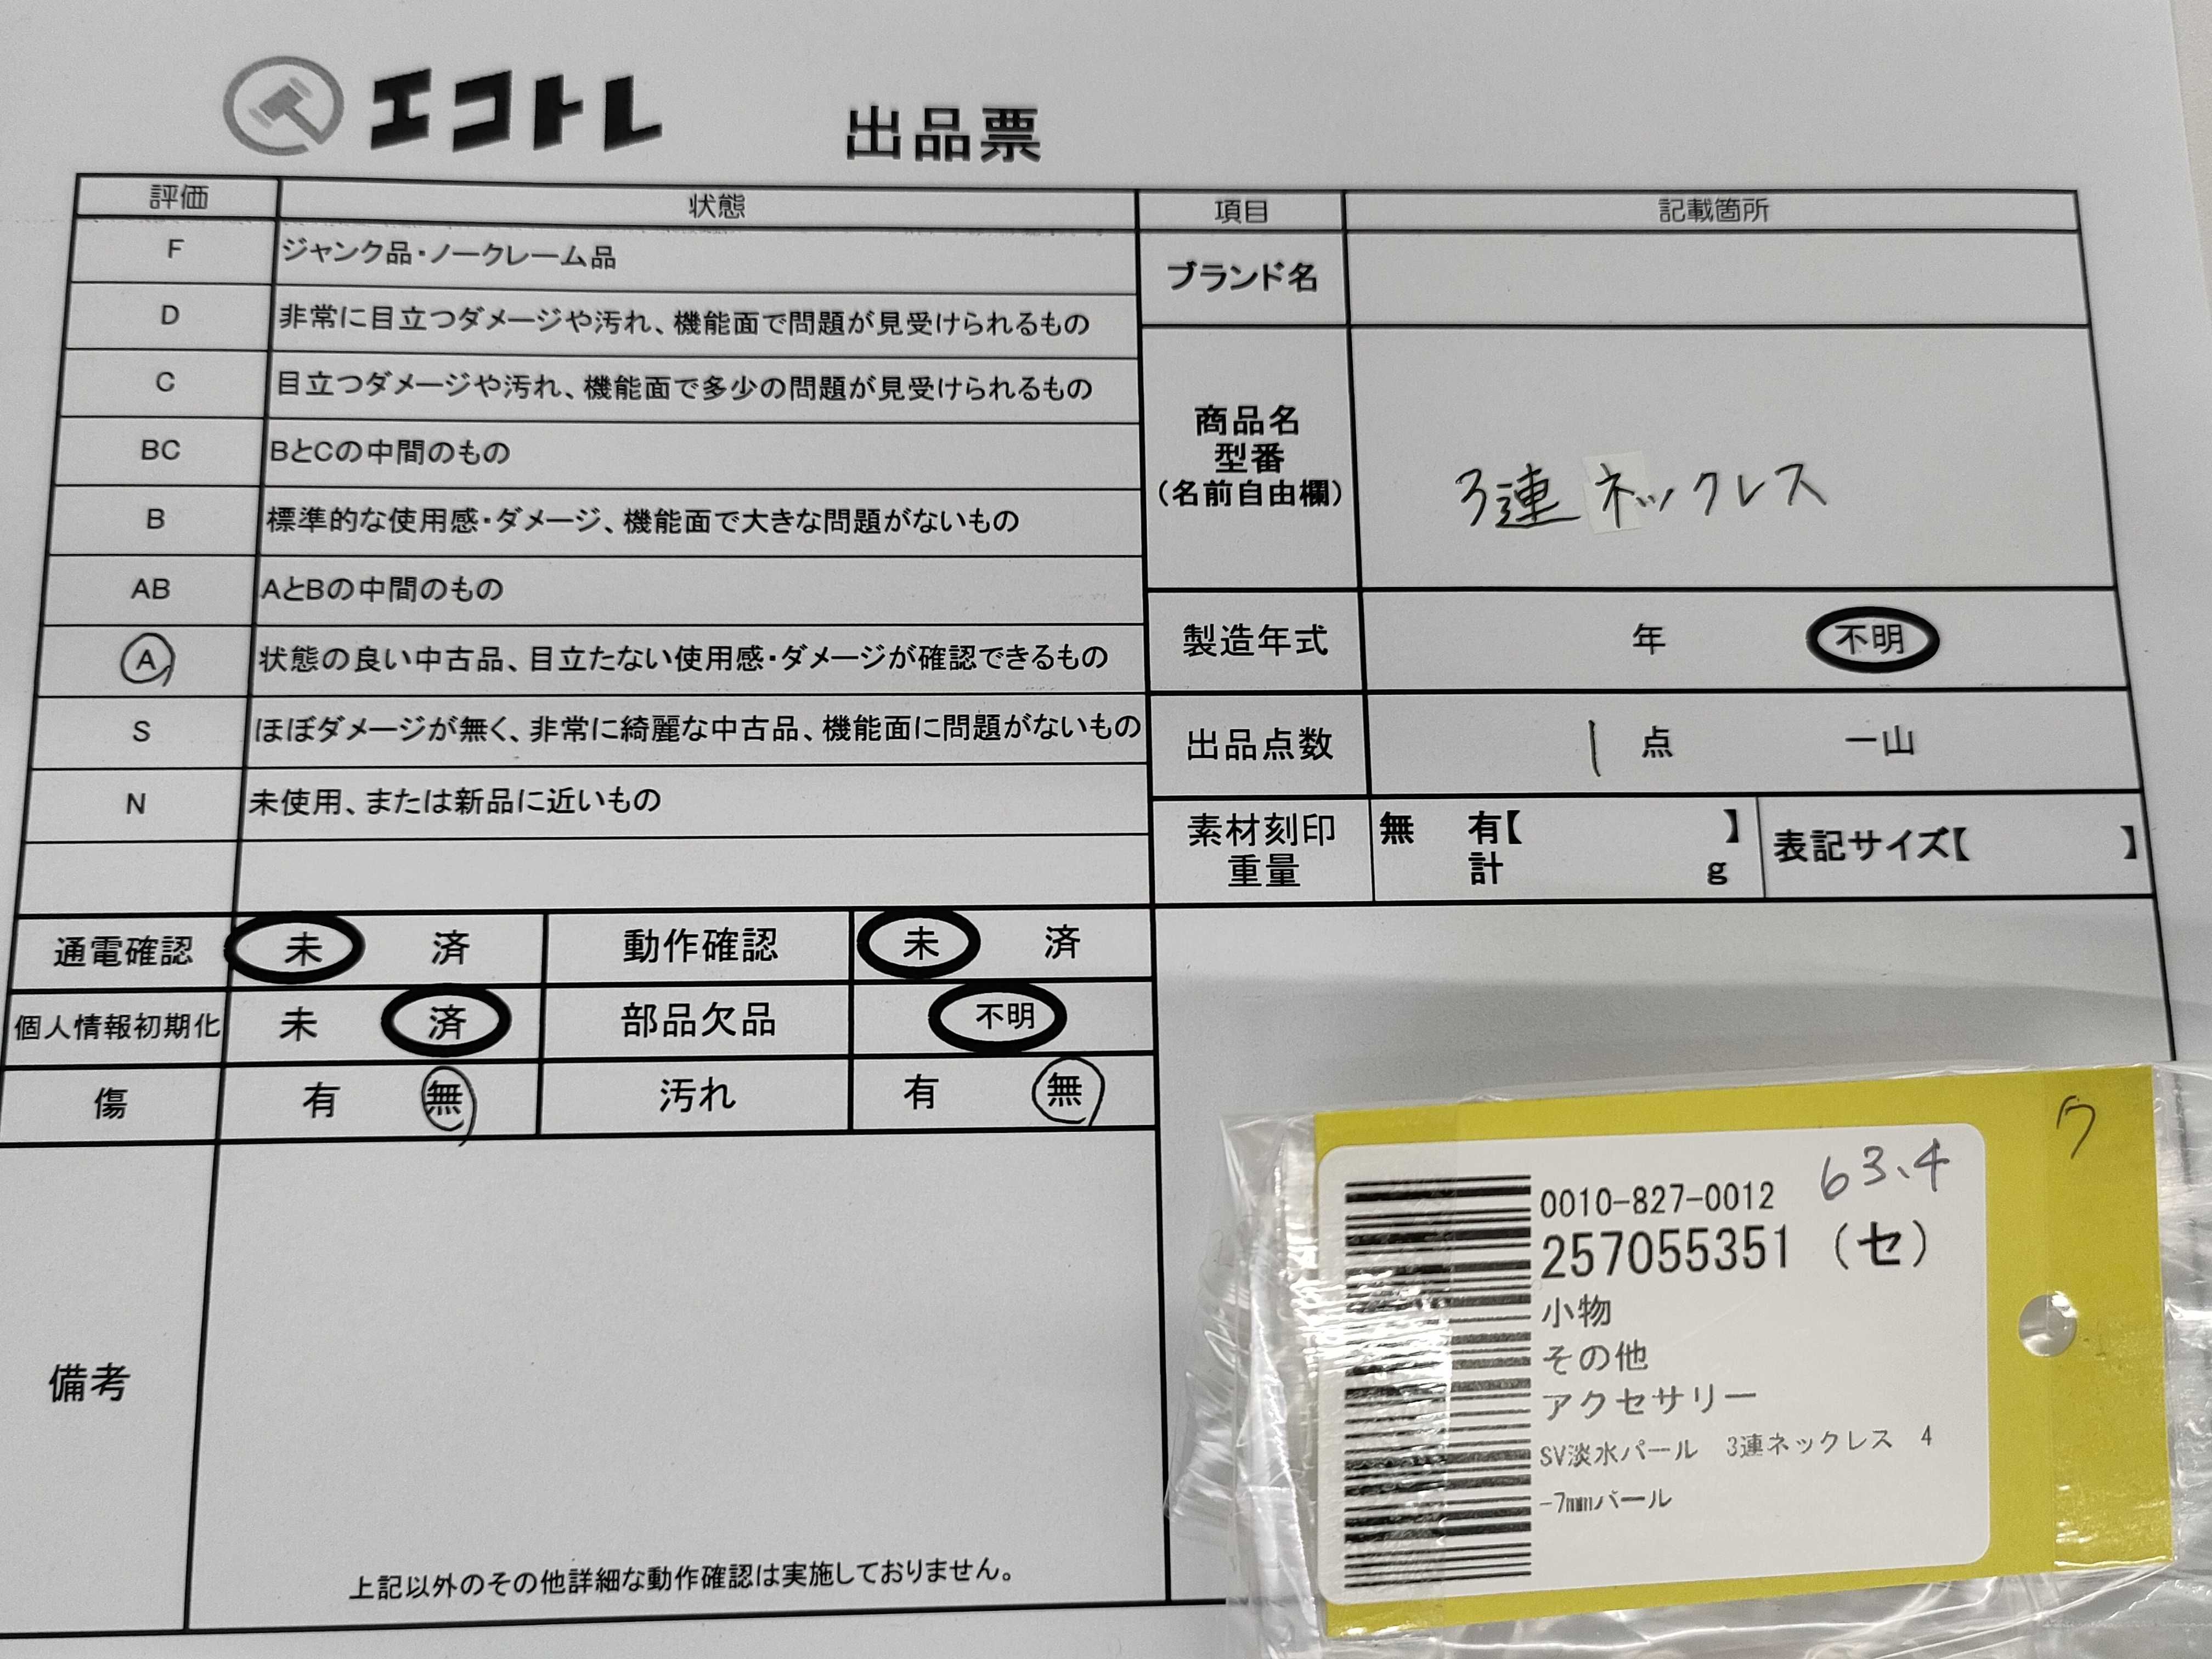 エコトレ 出品票
評価 状態
F ジャンク品・ノークレーム品
D 非常に目立つダメージや汚れ、機能面で問題が見受けられるもの
C 目立つダメージや汚れ、機能面で多少の問題が見受けられるもの
BC BとCの中間のもの
B 標準的な使用感・ダメージ、機能面で大きな問題がないもの
AB AとBの中間のもの
A 状態の良い中古品、目立たない使用感・ダメージが確認できるもの
S ほぼダメージが無く、非常に綺麗な中古品、機能面に問題がないもの
N 未使用、または新品に近いもの
項目 記載箇所
ブランド名
商品名
型番
(名前自由欄)
3連ネックレス
製造年式 年 不明
出品点数 1 点 一山
素材刻印 無 有【 】 表記サイズ【 】
重量 計 g
通電確認 未 済 動作確認 未 済
個人情報初期化 未 済 部品欠品 不明
傷 有 無 汚れ 有 無
備考
上記以外のその他詳細な動作確認は実施しておりません。
ワ
63.4
0010-827-0012
257055351 (セ)
小物
その他
アクセサリー
SV淡水パール 3連ネックレス 4
-7mmパール